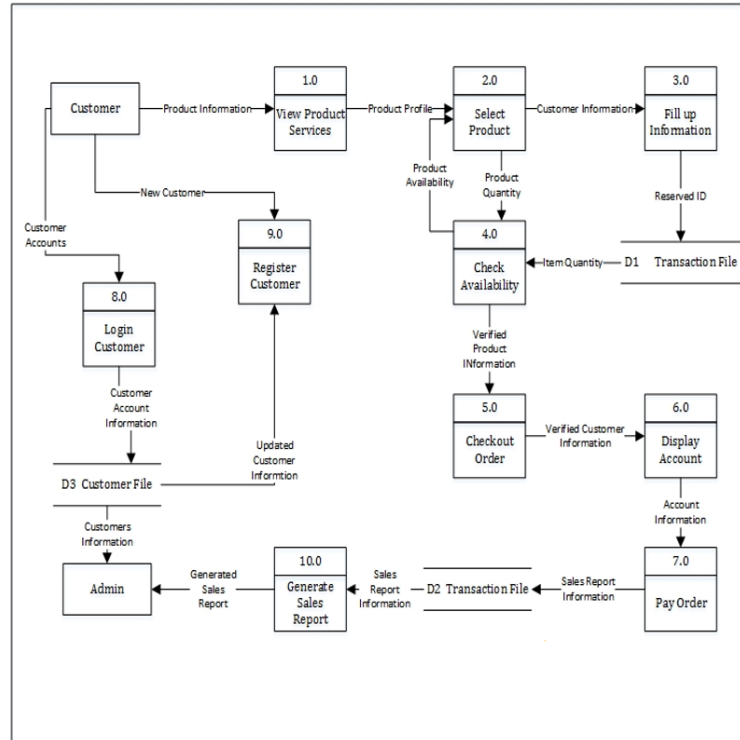 1.0
2.0
3.0
Customer
Product Information
View Product
Services
Product Profile
Select
Product
Customer Information
Fill up
Information
Product
Availability
Product
Quantity
New Customer
Reserved ID
Customer
Accounts
9.0
Register
Customer
4.0
Check
Availability
Item Quantity
D1 Transaction File
8.0
Login
Customer
Verified
Product
INformation
Customer
Account
Information
5.0
Checkout
Order
Verified Customer
Information
6.0
Display
Account
Updated
Customer
Informtion
D3 Customer File
Account
Information
Customers
Information
10.0
Generate
Sales
Report
7.0
Pay Order
Admin
Generated
Sales
Report
Sales
Report
Information
D2 Transaction File
Sales Report
Information